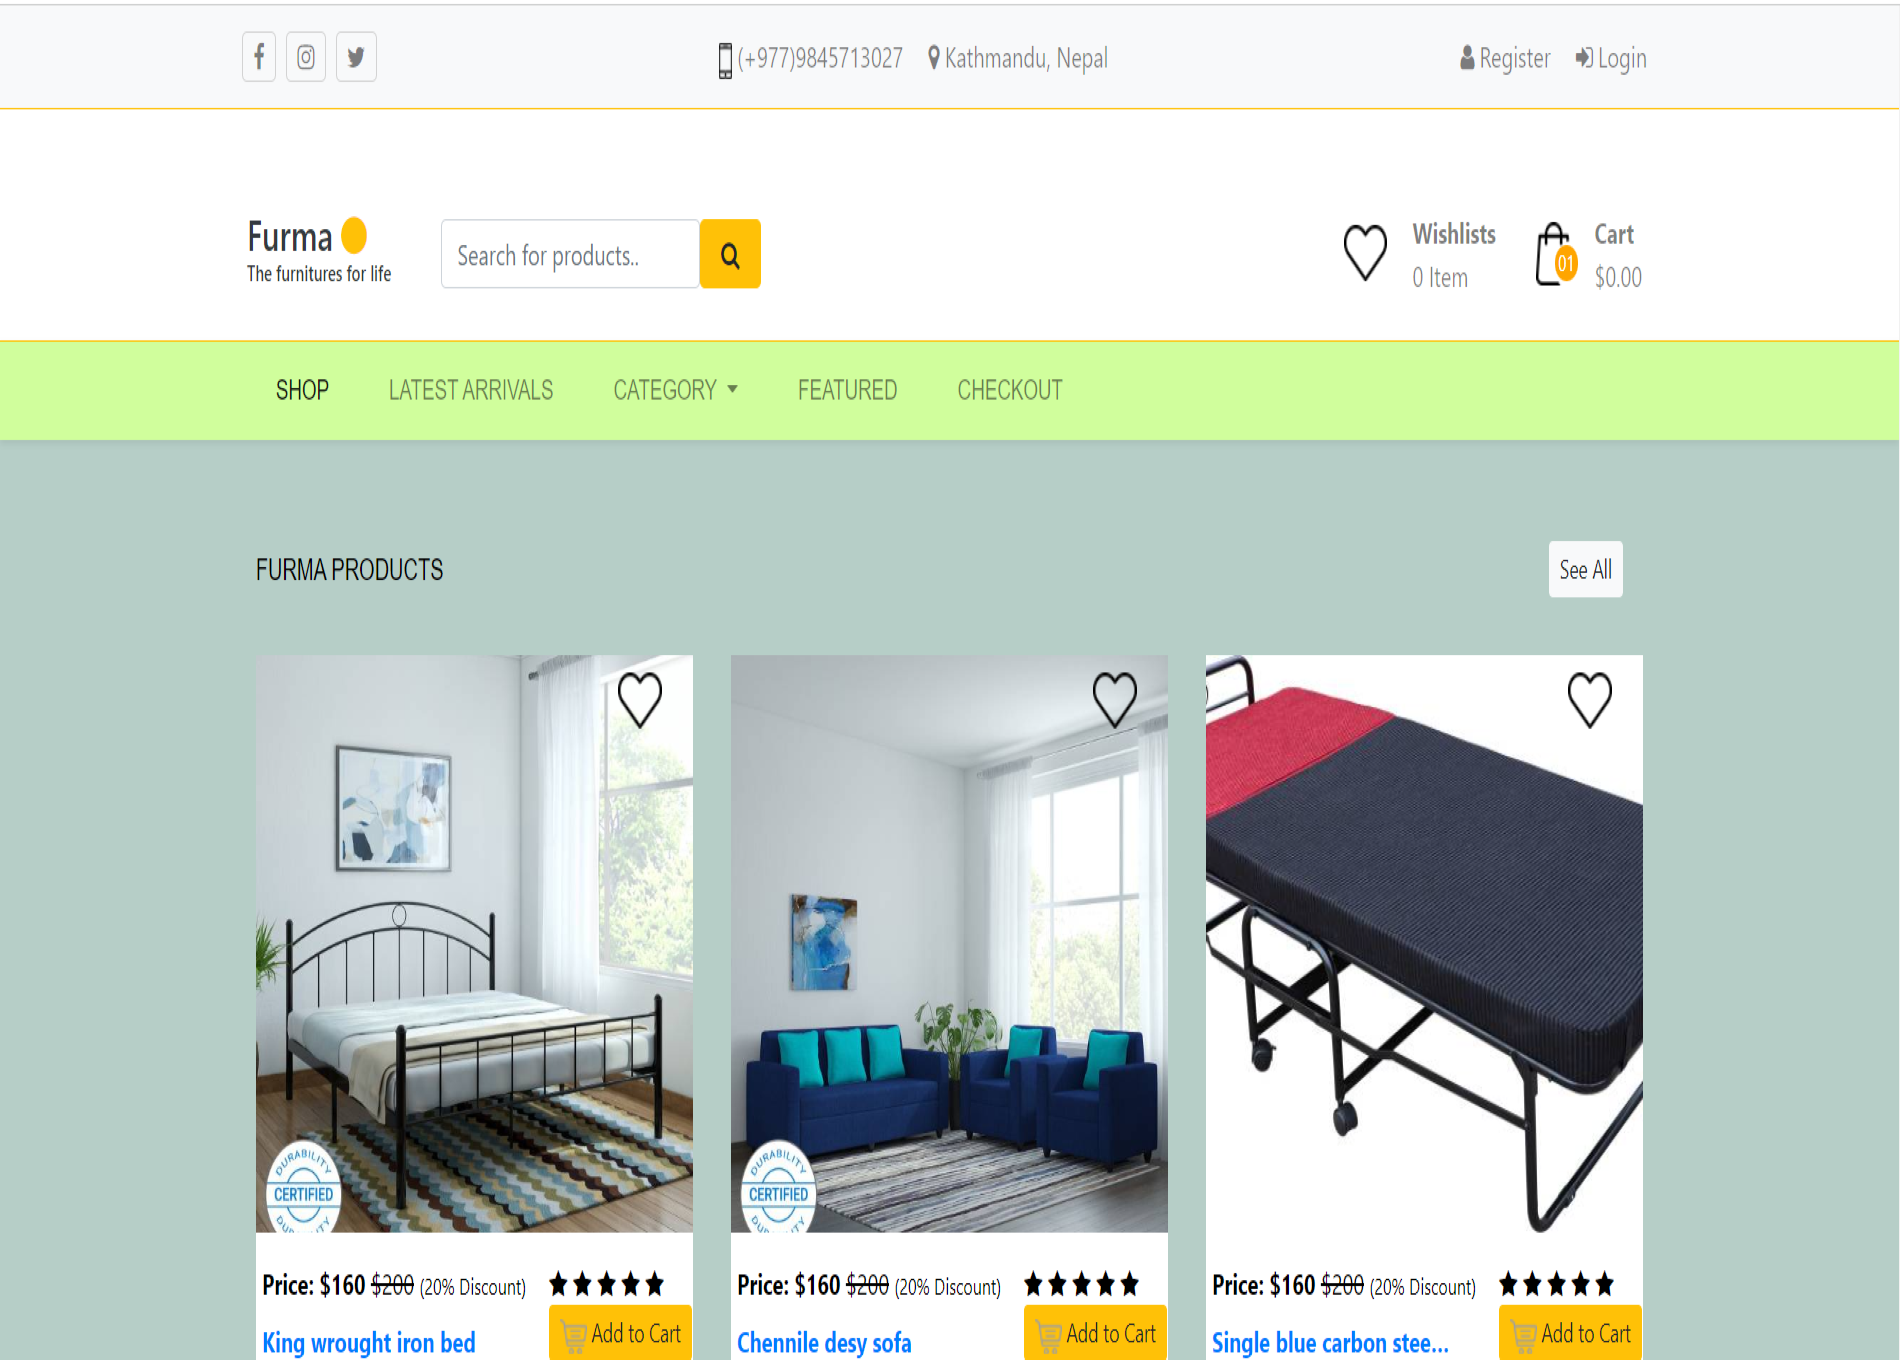 (+977)9845713027 Kathmandu, Nepal
Register Login
Furma
The furnitures for life
Search for products..
Wishlists
0 Item
01
Cart
$0.00
SHOP LATEST ARRIVALS CATEGORY FEATURED CHECKOUT
FURMA PRODUCTS
See All
DURABILITY
CERTIFIED
DURABILITY
CERTIFIED
Price: $160 $200 (20% Discount)
Add to Cart
King wrought iron bed
Price: $160 $200 (20% Discount)
Add to Cart
Chennile desy sofa
Price: $160 $200 (20% Discount)
Add to Cart
Single blue carbon stee...